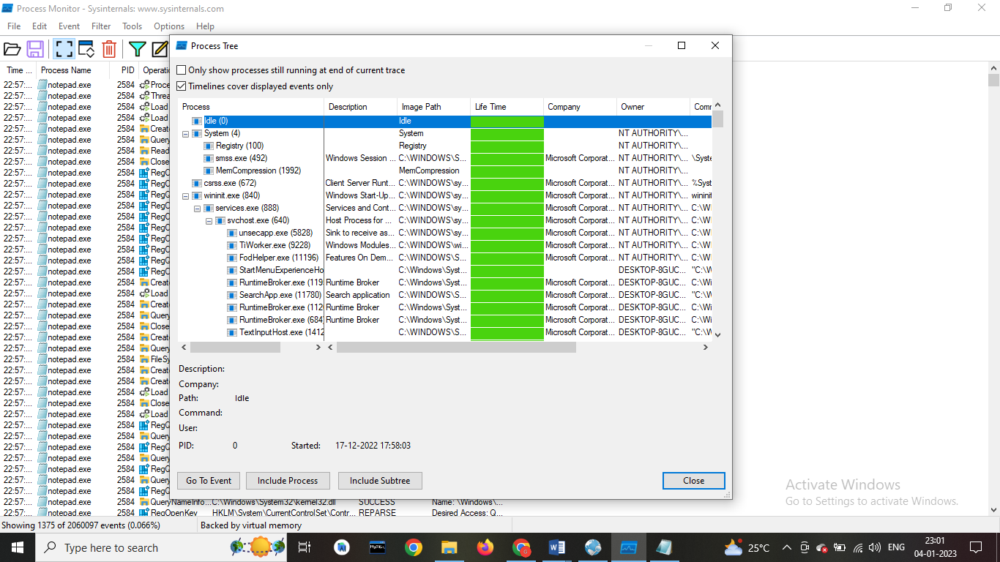 Process Monitor - Sysinternals: www.sysinternals.com
File Edit Event Filter Tools Options Help
Process Tree
Only show processes still running at end of current trace
Timelines cover displayed events only
Time ... Process Name PID Operati
Process Description Image Path Life Time Company Owner Comm
Idle (0) Idle
System (4) System NT AUTHORITY\...
Registry (100) Registry NT AUTHORITY\...
smss.exe (492) Windows Session ... C:\WINDOWS\S... Microsoft Corporat... NT AUTHORITY\... \Syste
MemCompression (1992) MemCompression NT AUTHORITY\...
csrss.exe (672) Client Server Runt... C:\WINDOWS\sy... Microsoft Corporat... NT AUTHORITY\... %Syst
wininit.exe (840) Windows Start-Up... C:\WINDOWS\sy... Microsoft Corporat... NT AUTHORITY\... wininit
services.exe (888) Services and Cont... C:\WINDOWS\sy... Microsoft Corporat... NT AUTHORITY\... C:\WI
svchost.exe (640) Host Process for ... C:\WINDOWS\sy... Microsoft Corporat... NT AUTHORITY\... C:\WI
unsecapp.exe (5828) Sink to receive as... C:\WINDOWS\sy... Microsoft Corporat... NT AUTHORITY\... C:\WI
TiWorker.exe (9228) Windows Modules... C:\WINDOWS\wi... Microsoft Corporat... NT AUTHORITY\... C:\WI
FodHelper.exe (11196) Features On Dem... C:\WINDOWS\S... Microsoft Corporat... NT AUTHORITY\... C:\WI
StartMenuExperienceHo C:\Windows\Syst... DESKTOP-8GUC... "C:\W
RuntimeBroker.exe (119 Runtime Broker C:\Windows\Syst... Microsoft Corporat... DESKTOP-8GUC... C:\Wi
SearchApp.exe (11780) Search application C:\WINDOWS\S... Microsoft Corporat... DESKTOP-8GUC... "C:\W
RuntimeBroker.exe (112 Runtime Broker C:\Windows\Syst... Microsoft Corporat... DESKTOP-8GUC... C:\Wi
RuntimeBroker.exe (684 Runtime Broker C:\Windows\Syst... Microsoft Corporat... DESKTOP-8GUC... C:\Wi
TextInputHost.exe (1412 C:\WINDOWS\S... Microsoft Corporat... DESKTOP-8GUC... "C:\W
Description:
Company:
Path: Idle
Command:
User:
PID: 0 Started: 17-12-2022 17:58:03
Go To Event Include Process Include Subtree Close
22:57:... notepad.exe 2584 Proce
22:57:... notepad.exe 2584 Threa
22:57:... notepad.exe 2584 Load
22:57:... notepad.exe 2584 Load
22:57:... notepad.exe 2584 Creat
22:57:... notepad.exe 2584 Query
22:57:... notepad.exe 2584 Read
22:57:... notepad.exe 2584 Close
22:57:... notepad.exe 2584 RegO
22:57:... notepad.exe 2584 RegQ
22:57:... notepad.exe 2584 RegO
22:57:... notepad.exe 2584 RegO
22:57:... notepad.exe 2584 RegC
22:57:... notepad.exe 2584 RegO
22:57:... notepad.exe 2584 RegO
22:57:... notepad.exe 2584 RegO
22:57:... notepad.exe 2584 RegQ
22:57:... notepad.exe 2584 RegC
22:57:... notepad.exe 2584 Creat
22:57:... notepad.exe 2584 Load
22:57:... notepad.exe 2584 Creat
22:57:... notepad.exe 2584 Query
22:57:... notepad.exe 2584 Close
22:57:... notepad.exe 2584 Creat
22:57:... notepad.exe 2584 Query
22:57:... notepad.exe 2584 FileSy
22:57:... notepad.exe 2584 Creat
22:57:... notepad.exe 2584 Creat
22:57:... notepad.exe 2584 Load
22:57:... notepad.exe 2584 Close
22:57:... notepad.exe 2584 Load
22:57:... notepad.exe 2584 RegQ
22:57:... notepad.exe 2584 Query
22:57:... notepad.exe 2584 RegQ
22:57:... notepad.exe 2584 Query
22:57:... notepad.exe 2584 RegQ
22:57:... notepad.exe 2584 Query
22:57:... notepad.exe 2584 RegQ
22:57:... notepad.exe 2584 QueryNameInfo... C:\Windows\System32\kernel32.dll SUCCESS Name: \Windows\...
22:57:... notepad.exe 2584 RegOpenKey HKLM\System\CurrentControlSet\Contr... REPARSE Desired Access: Q...
Activate Windows
Go to Settings to activate Windows.
Showing 1375 of 2060097 events (0.066%) Backed by virtual memory
Type here to search
MySQL
25°C ENG
23:01
04-01-2023